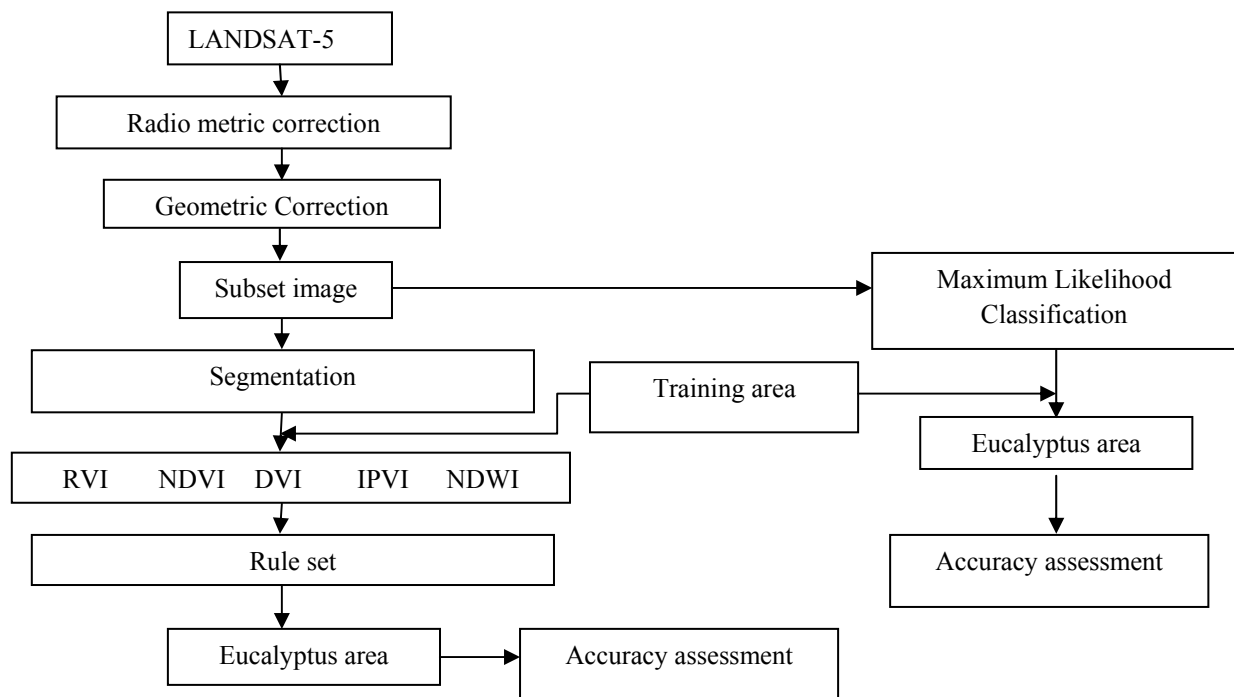 LANDSAT-5
Radio metric correction
Geometric Correction
Subset image
Maximum Likelihood
Classification
Segmentation
Training area
Eucalyptus area
RVI NDVI DVI IPVI NDWI
Rule set
Accuracy assessment
Eucalyptus area
Accuracy assessment